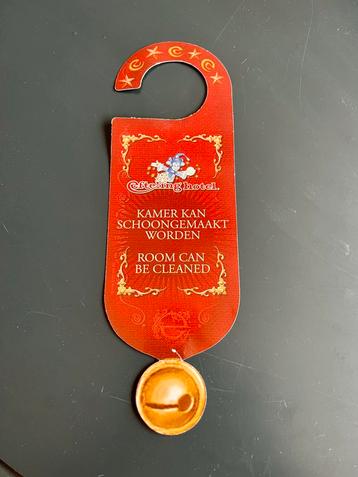 Efteling hotel
KAMER KAN
SCHOONGEMAAKT
WORDEN
ROOM CAN
BE CLEANED